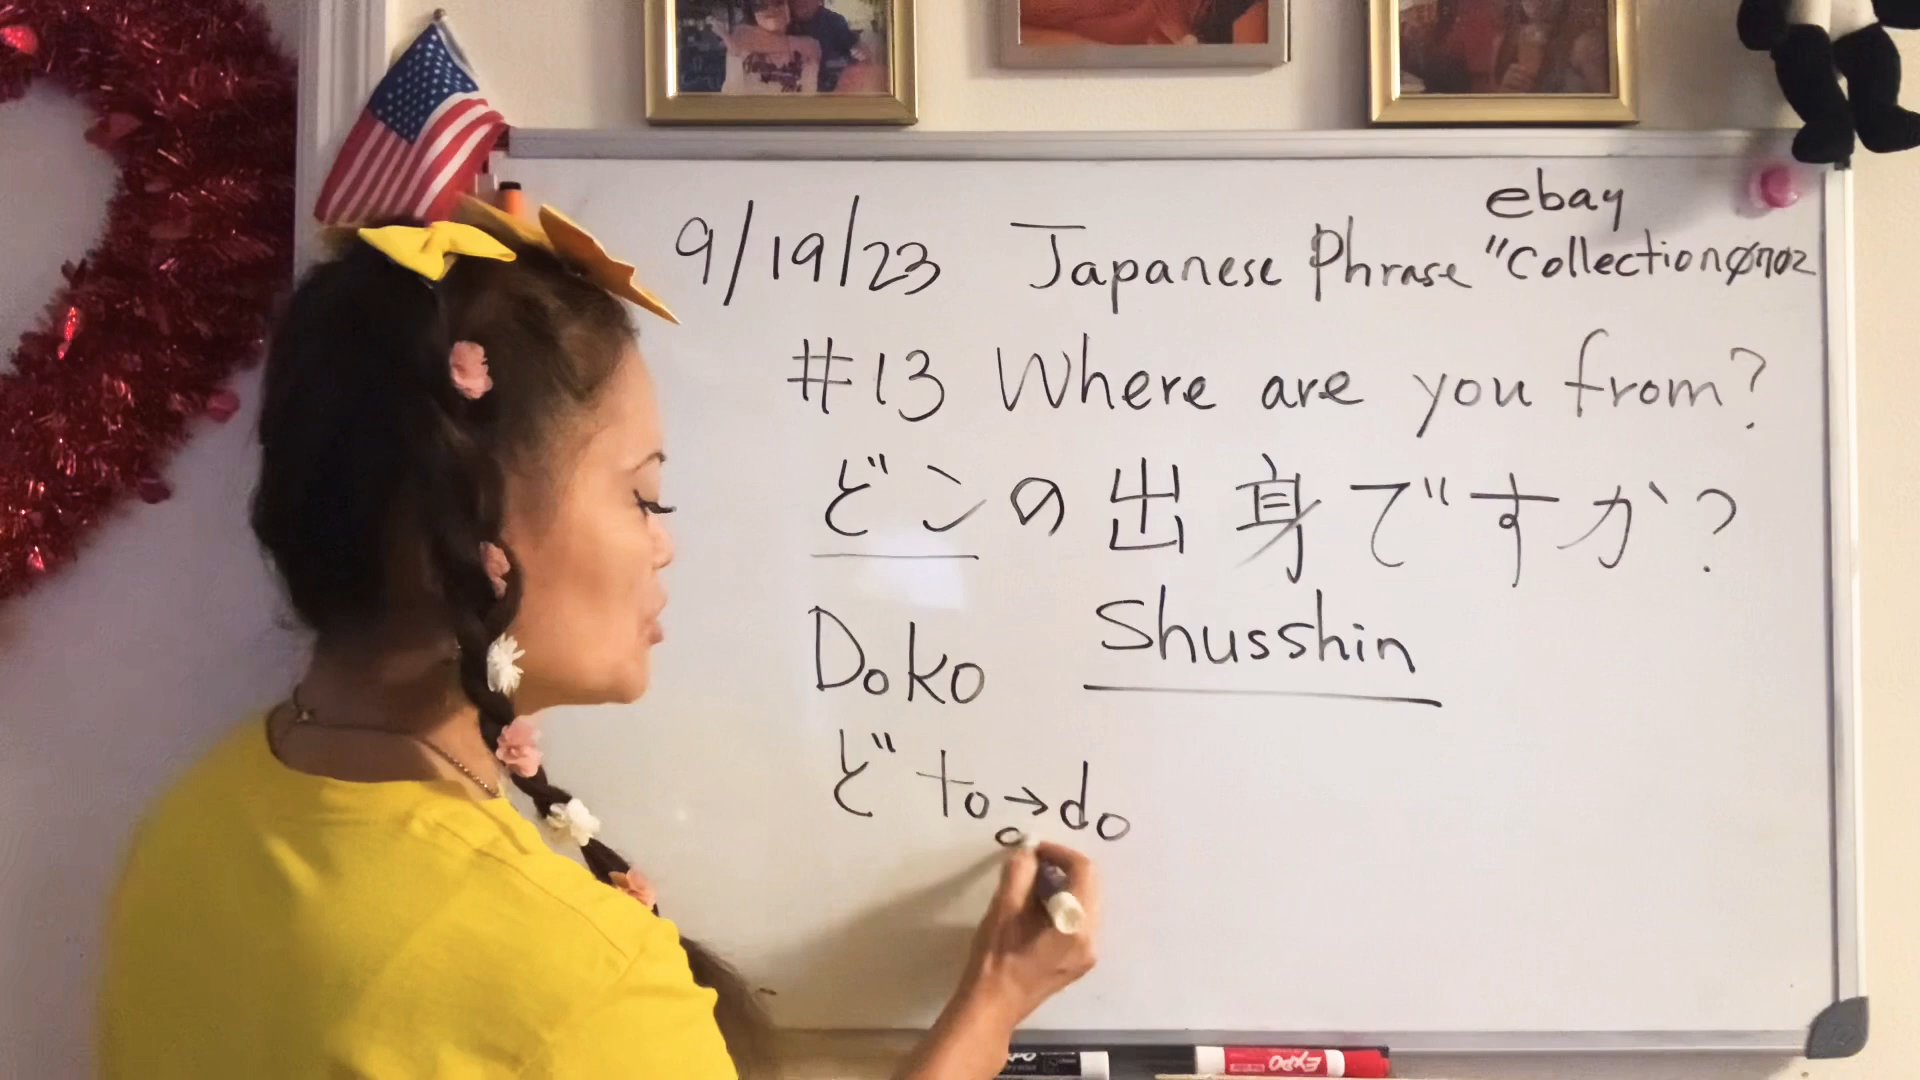 ebay
9/19/23 Japanese Phrase "Collection0702
#13 Where are you from?
どこの出身ですか?
Doko Shusshin
ど to→do
EXPO